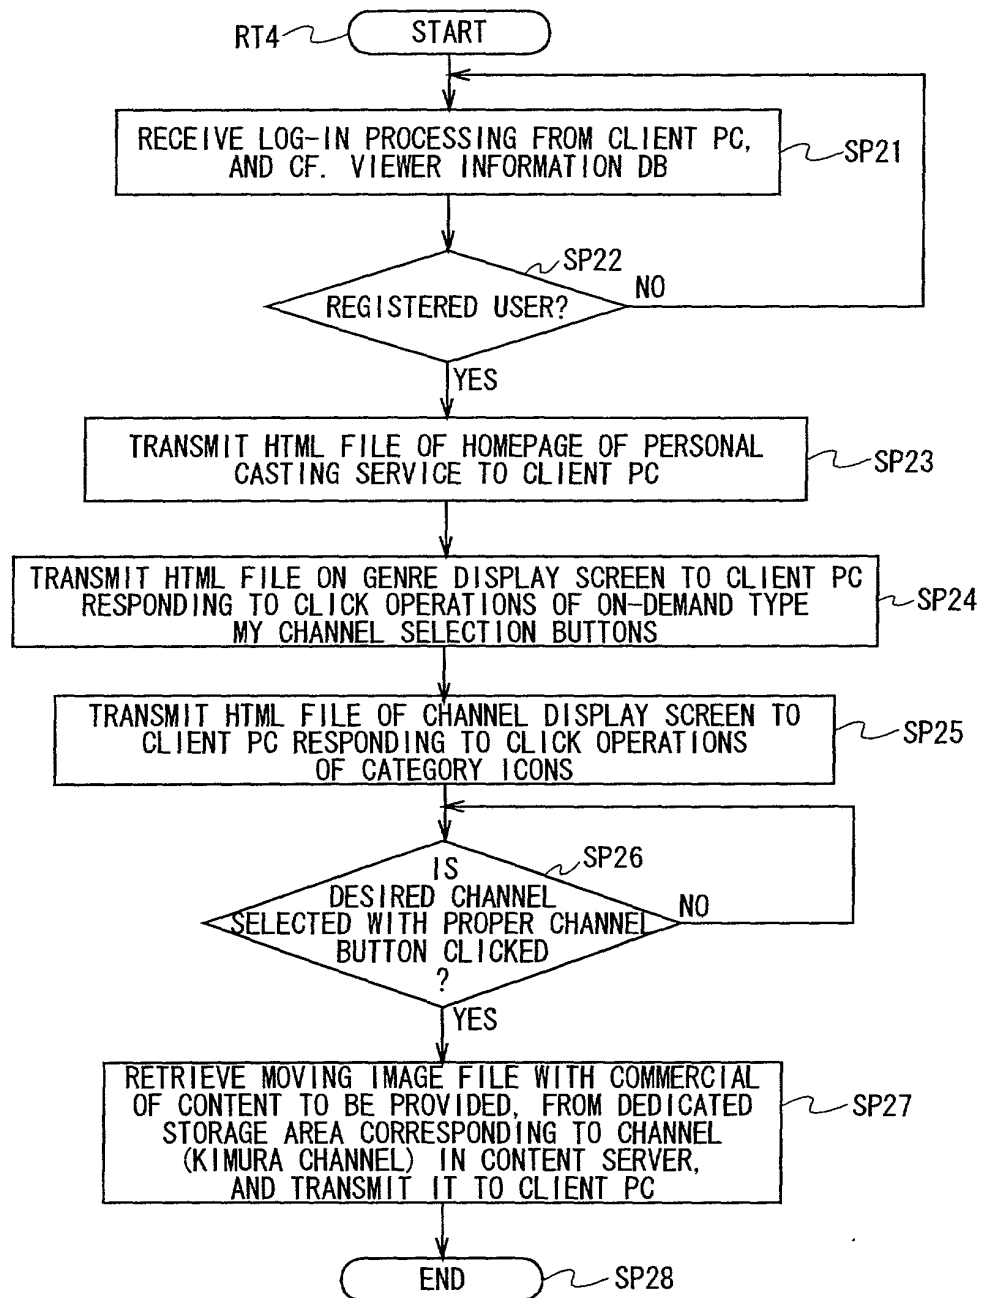 RT4
START
RECEIVE LOG-IN PROCESSING FROM CLIENT PC,
AND CF. VIEWER INFORMATION DB
SP21
SP22
REGISTERED USER?
NO
YES
TRANSMIT HTML FILE OF HOMEPAGE OF PERSONAL
CASTING SERVICE TO CLIENT PC
SP23
TRANSMIT HTML FILE ON GENRE DISPLAY SCREEN TO CLIENT PC
RESPONDING TO CLICK OPERATIONS OF ON-DEMAND TYPE
MY CHANNEL SELECTION BUTTONS
SP24
TRANSMIT HTML FILE OF CHANNEL DISPLAY SCREEN TO
CLIENT PC RESPONDING TO CLICK OPERATIONS
OF CATEGORY ICONS
SP25
SP26
IS
DESIRED CHANNEL
SELECTED WITH PROPER CHANNEL
BUTTON CLICKED
?
NO
YES
RETRIEVE MOVING IMAGE FILE WITH COMMERCIAL
OF CONTENT TO BE PROVIDED, FROM DEDICATED
STORAGE AREA CORRESPONDING TO CHANNEL
(KIMURA CHANNEL) IN CONTENT SERVER,
AND TRANSMIT IT TO CLIENT PC
SP27
END
SP28